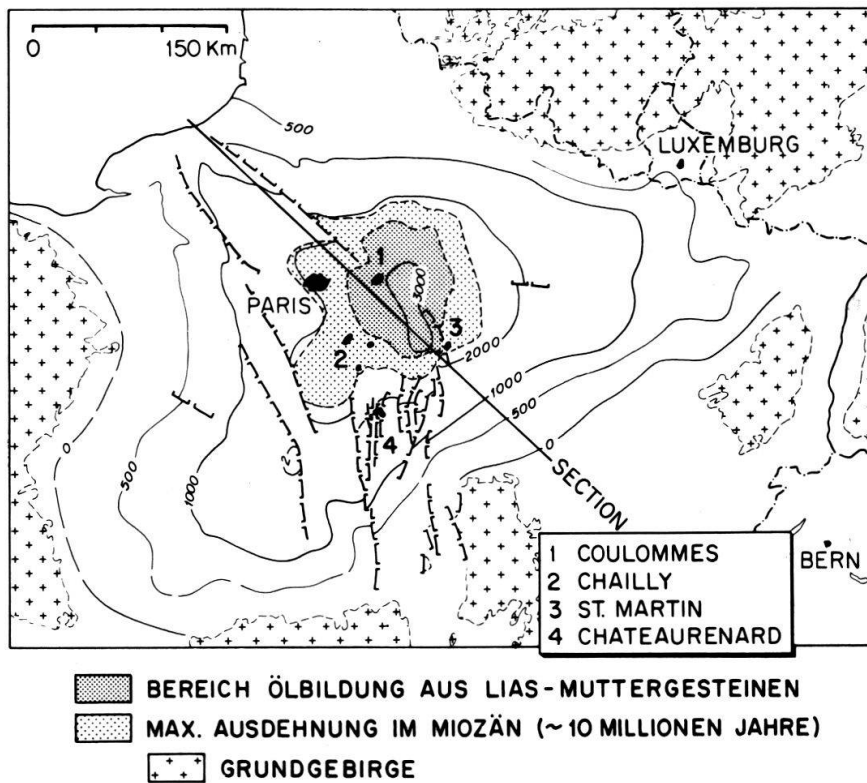 0 150 Km
500
LUXEMBURG
1
3000
PARIS
3
2
2000
1000
500
0
4
0
500
1000
SECTION
BERN
1 COULOMMES
2 CHAILLY
3 ST. MARTIN
4 CHATEAURENARD
BEREICH ÖLBILDUNG AUS LIAS-MUTTERGESTEINEN
MAX. AUSDEHNUNG IM MIOZÄN (~10 MILLIONEN JAHRE)
GRUNDGEBIRGE